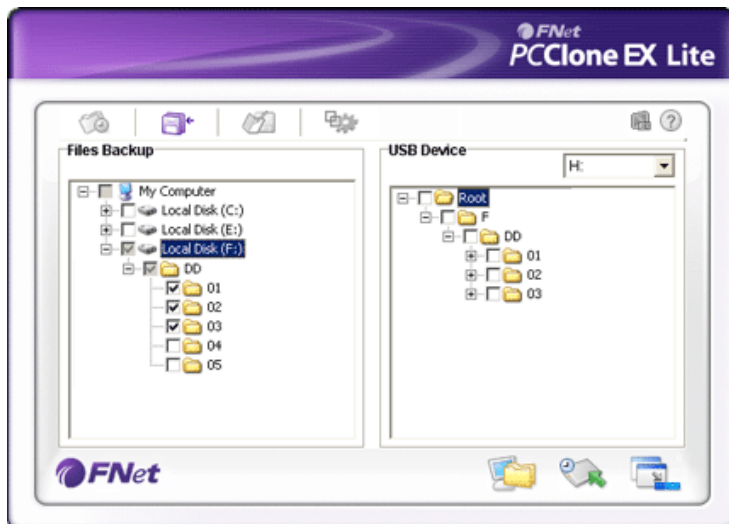 FNet
PCClone EX Lite
Files Backup
My Computer
Local Disk (C:)
Local Disk (E:)
Local Disk (F:)
DD
01
02
03
04
05
USB Device
H:
Root
F
DD
01
02
03
FNet